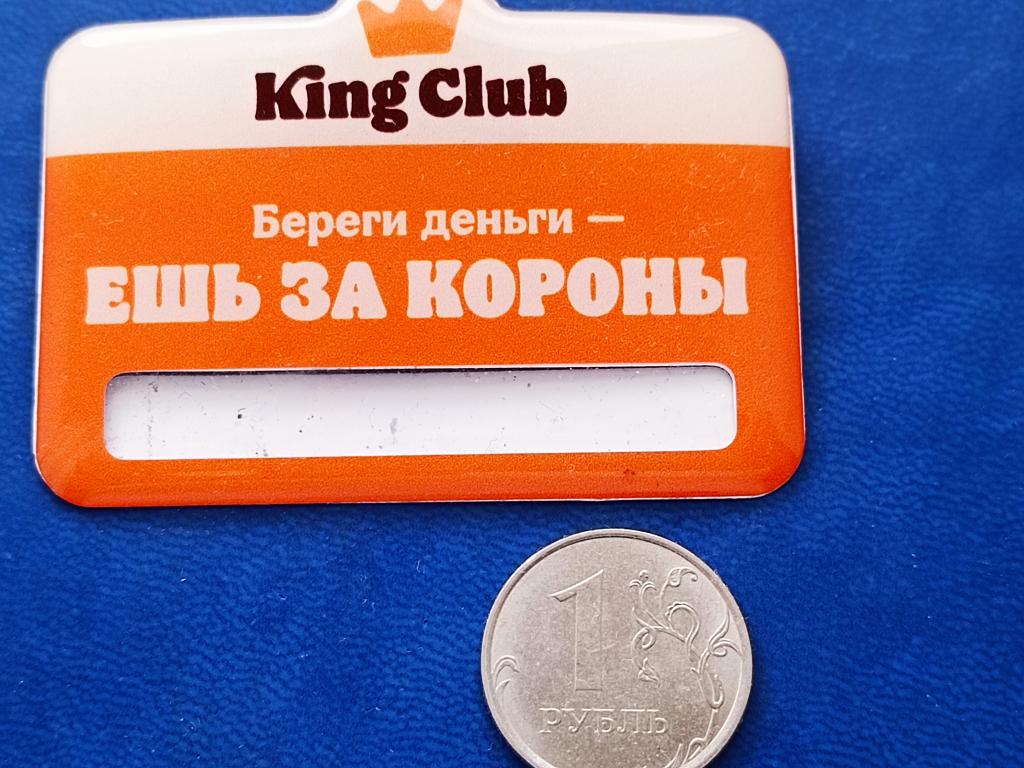 King Club
Береги деньги —
ЕШЬ ЗА КОРОНЫ
1
РУБЛЬ